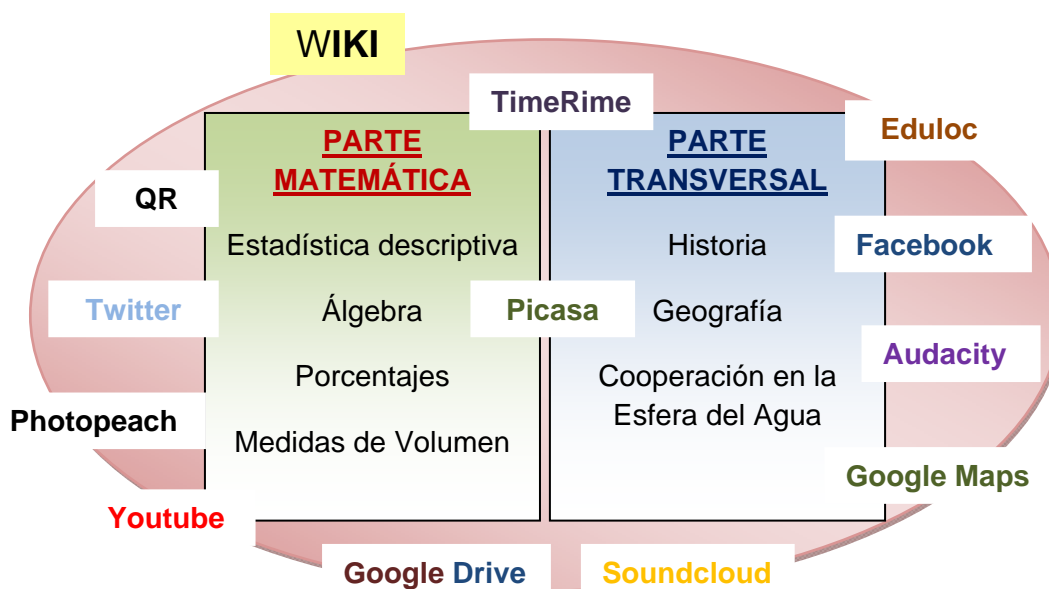 WIKI
TimeRime
Eduloc
PARTE
MATEMÁTICA
PARTE
TRANSVERSAL
QR
Estadística descriptiva
Historia
Facebook
Twitter
Álgebra
Picasa
Geografía
Audacity
Porcentajes
Cooperación en la
Esfera del Agua
Photopeach
Medidas de Volumen
Google Maps
Youtube
Google Drive
Soundcloud